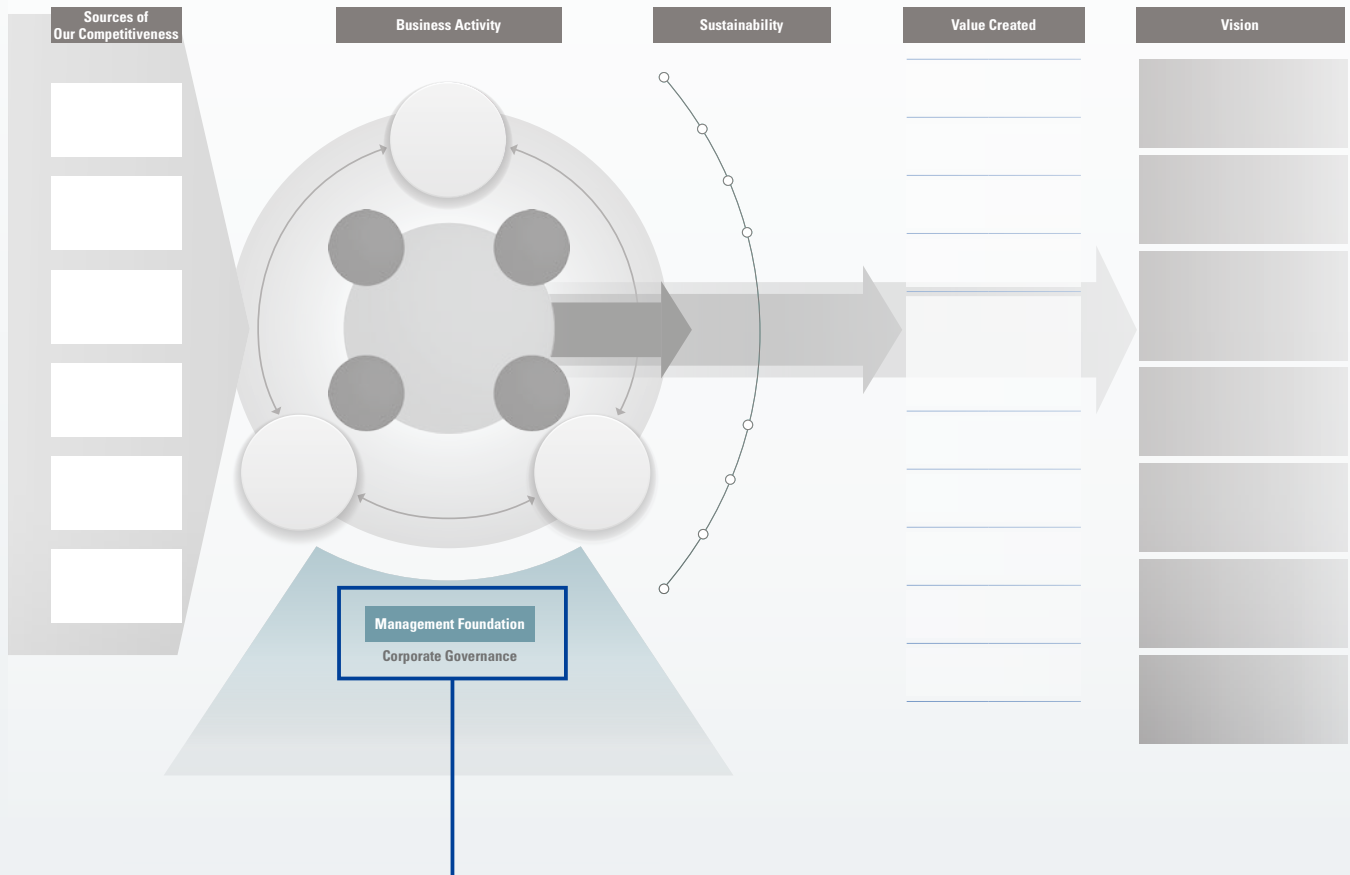 Sources of
Our Competitiveness
Business Activity
Sustainability
Value Created
Vision
Management Foundation
Corporate Governance